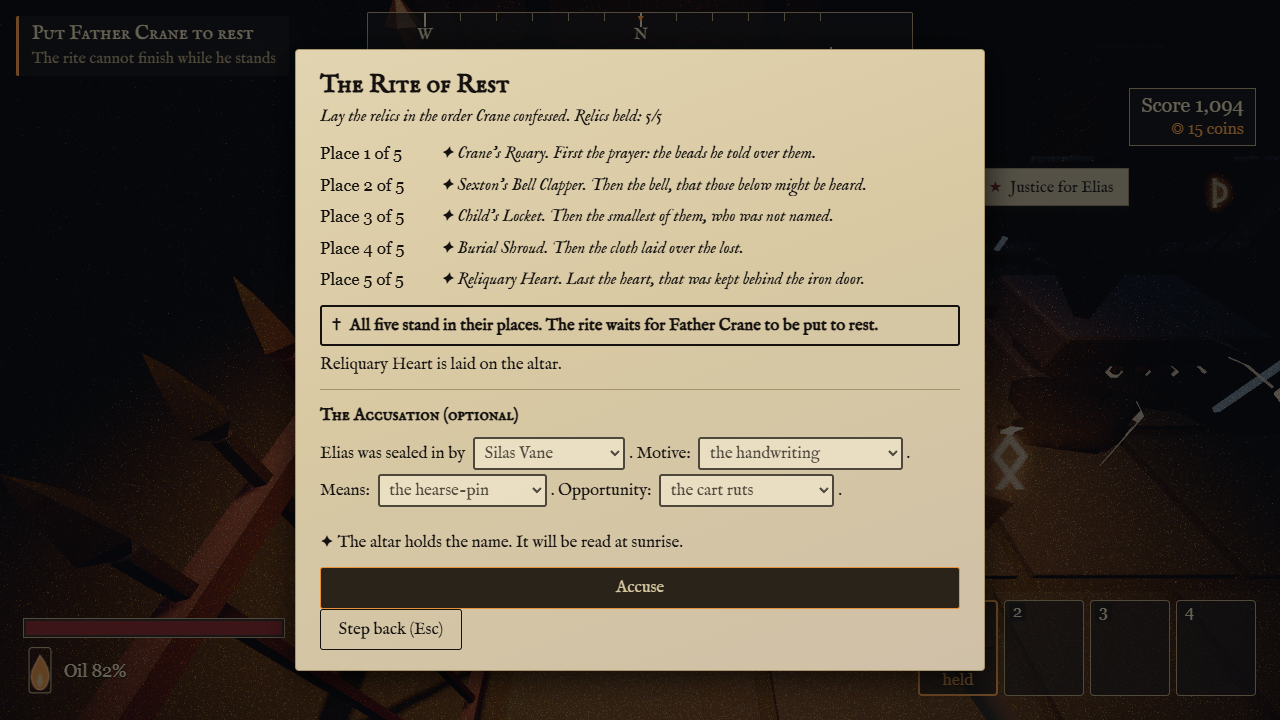 Put Father Crane to rest
The rite cannot finish while he stands
W
N
Score 1,094
15 coins
★ Justice for Elias
The Rite of Rest
Lay the relics in the order Crane confessed. Relics held: 5/5
Place 1 of 5 ✦ Crane's Rosary. First the prayer: the beads he told over them.
Place 2 of 5 ✦ Sexton's Bell Clapper. Then the bell, that those below might be heard.
Place 3 of 5 ✦ Child's Locket. Then the smallest of them, who was not named.
Place 4 of 5 ✦ Burial Shroud. Then the cloth laid over the lost.
Place 5 of 5 ✦ Reliquary Heart. Last the heart, that was kept behind the iron door.
✝ All five stand in their places. The rite waits for Father Crane to be put to rest.
Reliquary Heart is laid on the altar.
The Accusation (optional)
Elias was sealed in by Silas Vane . Motive: the handwriting .
Means: the hearse-pin . Opportunity: the cart ruts .
✦ The altar holds the name. It will be read at sunrise.
Accuse
Step back (Esc)
Oil 82%
held
2
3
4